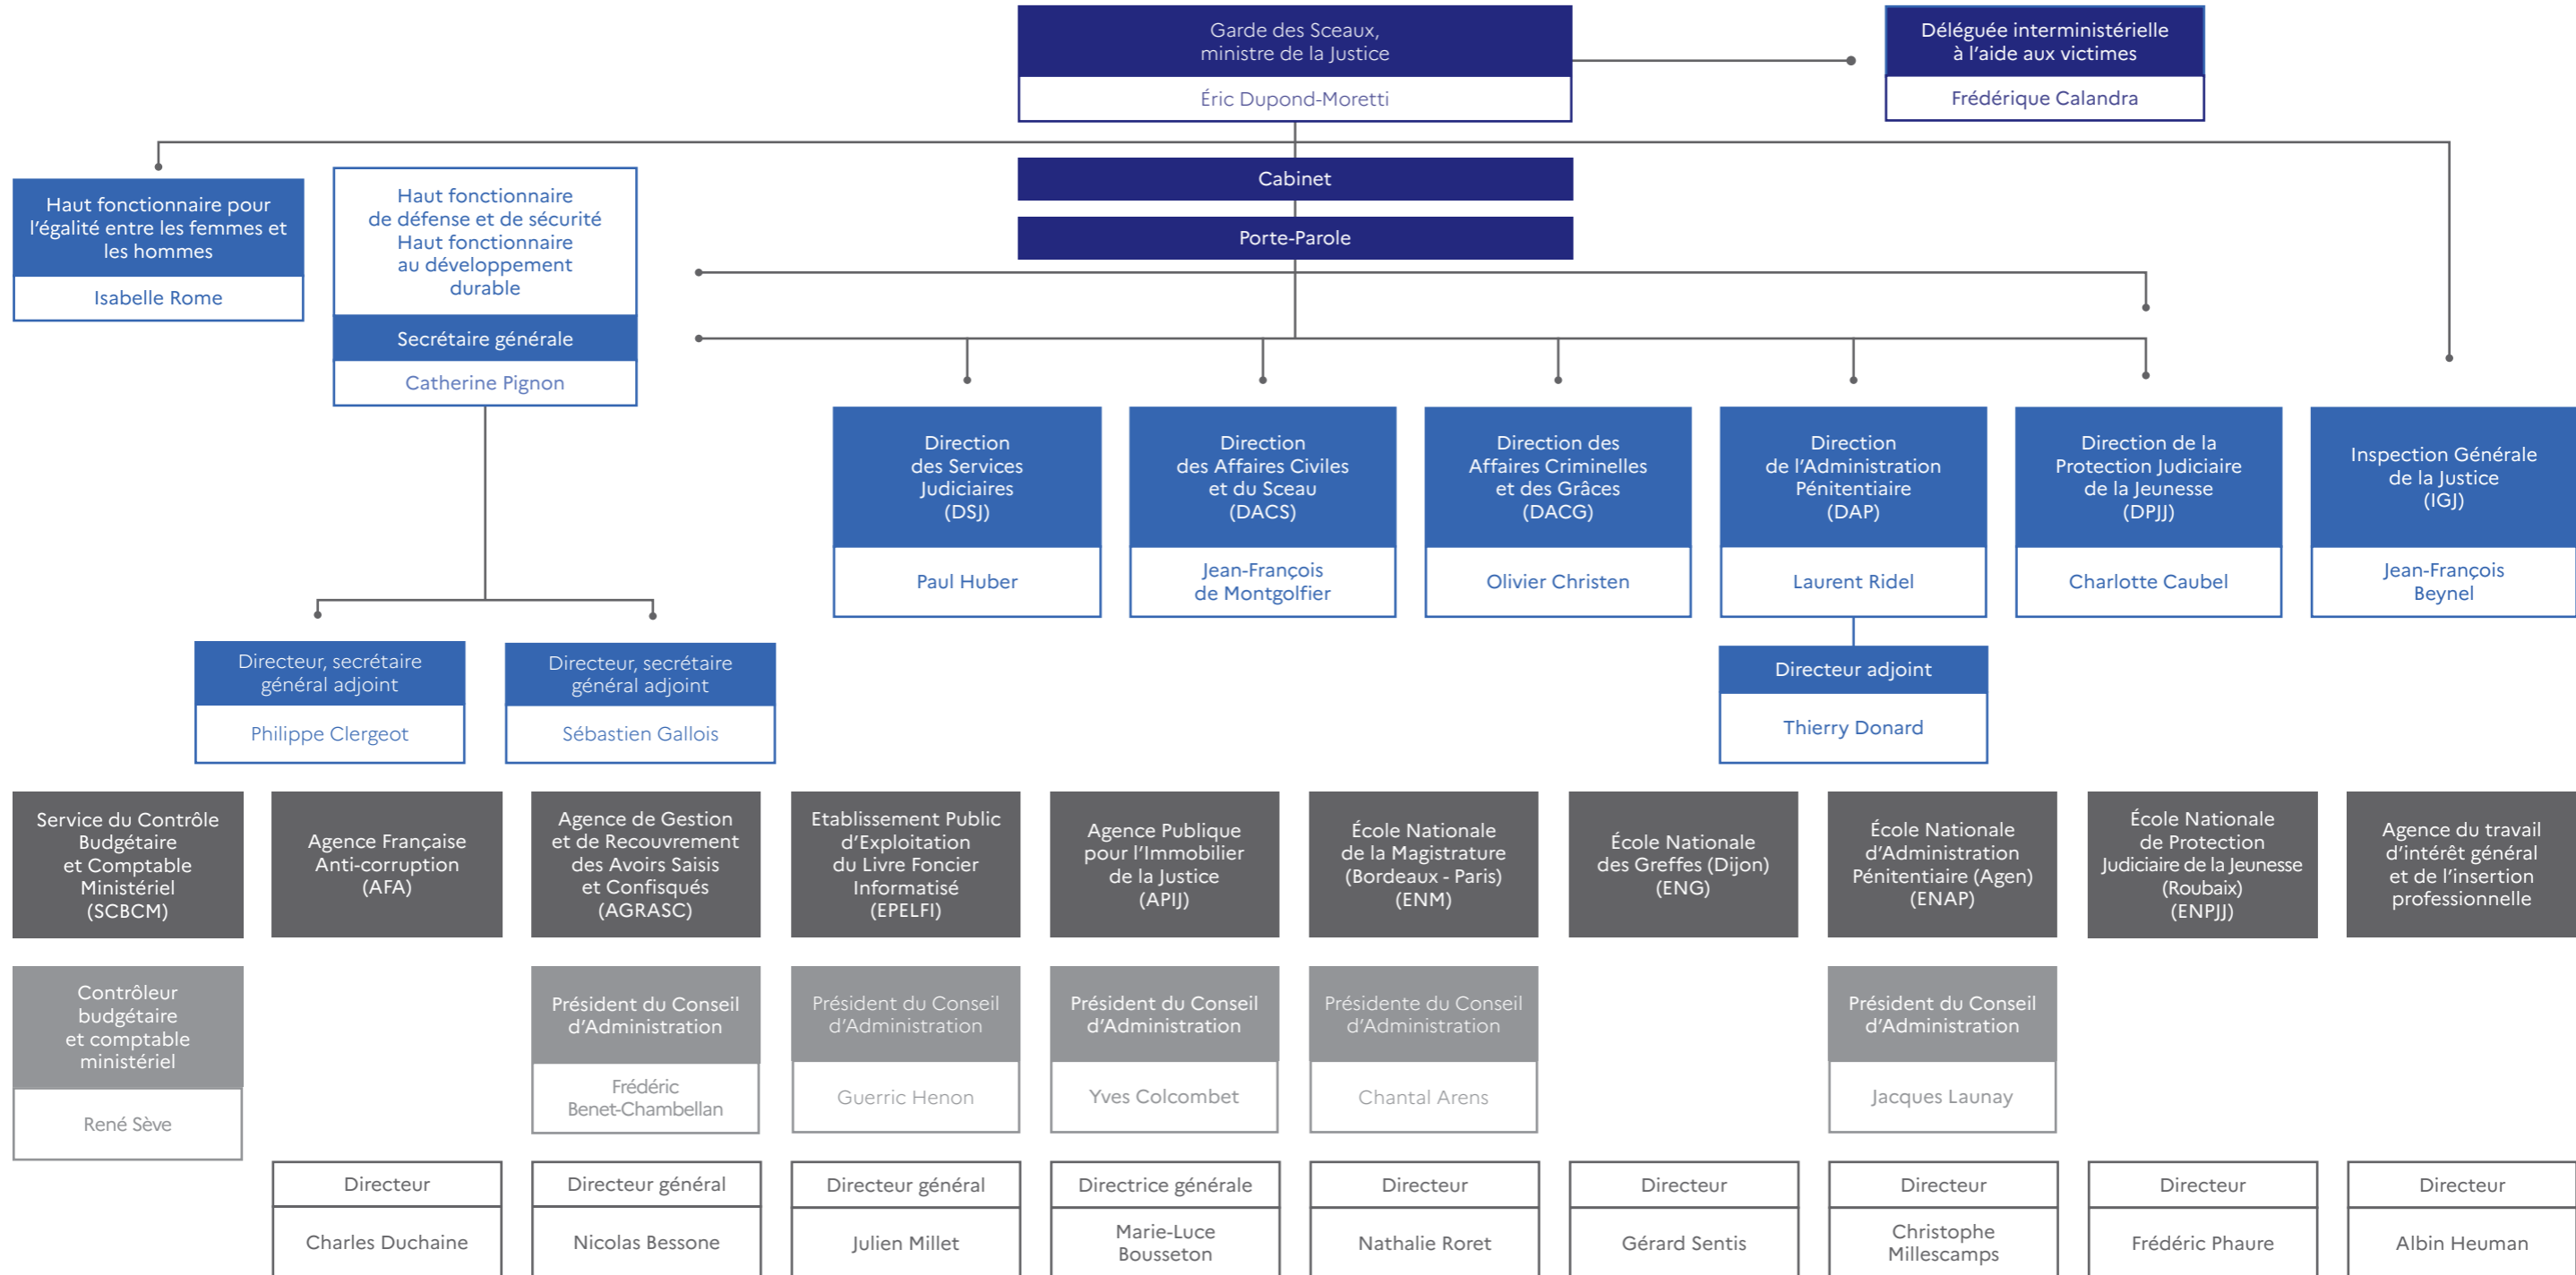 Garde des Sceaux,
ministre de la Justice
Éric Dupond-Moretti
Déléguée interministérielle
à l'aide aux victimes
Frédérique Calandra
Cabinet
Porte-Parole
Haut fonctionnaire pour
l'égalité entre les femmes et
les hommes
Isabelle Rome
Haut fonctionnaire
de défense et de sécurité
Haut fonctionnaire
au développement
durable
Secrétaire générale
Catherine Pignon
Direction
des Services
Judiciaires
(DSJ)
Paul Huber
Direction
des Affaires Civiles
et du Sceau
(DACS)
Jean-François
de Montgolfier
Direction des
Affaires Criminelles
et des Grâces
(DACG)
Olivier Christen
Direction
de l'Administration
Pénitentiaire
(DAP)
Laurent Ridel
Direction de la
Protection Judiciaire
de la Jeunesse
(DPJJ)
Charlotte Caubel
Inspection Générale
de la Justice
(IGJ)
Jean-François
Beynel
Directeur, secrétaire
général adjoint
Philippe Clergeot
Directeur, secrétaire
général adjoint
Sébastien Gallois
Directeur adjoint
Thierry Donard
Service du Contrôle
Budgétaire
et Comptable
Ministériel
(SCBCM)
Agence Française
Anti-corruption
(AFA)
Agence de Gestion
et de Recouvrement
des Avoirs Saisis
et Confisqués
(AGRASC)
Etablissement Public
d'Exploitation
du Livre Foncier
Informatisé
(EPELFI)
Agence Publique
pour l'Immobilier
de la Justice
(APIJ)
École Nationale
de la Magistrature
(Bordeaux - Paris)
(ENM)
École Nationale
des Greffes (Dijon)
(ENG)
École Nationale
d'Administration
Pénitentiaire (Agen)
(ENAP)
École Nationale
de Protection
Judiciaire de la Jeunesse
(Roubaix)
(ENPJJ)
Agence du travail
d'intérêt général
et de l'insertion
professionnelle
Contrôleur
budgétaire
et comptable
ministériel
René Sève
Président du Conseil
d'Administration
Frédéric
Benet-Chambellan
Président du Conseil
d'Administration
Guerric Henon
Président du Conseil
d'Administration
Yves Colcombet
Présidente du Conseil
d'Administration
Chantal Arens
Président du Conseil
d'Administration
Jacques Launay
Directeur
Charles Duchaine
Directeur général
Nicolas Bessone
Directeur général
Julien Millet
Directrice générale
Marie-Luce
Bousseton
Directeur
Nathalie Roret
Directeur
Gérard Sentis
Directeur
Christophe
Millescamps
Directeur
Frédéric Phaure
Directeur
Albin Heuman